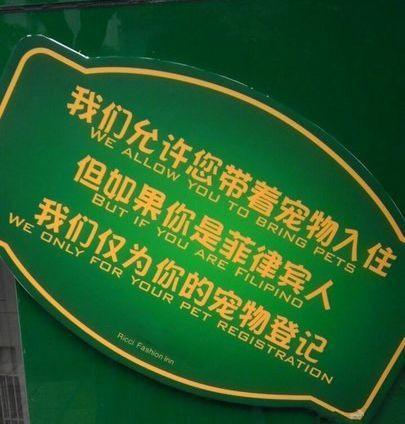 我们允许您带着宠物入住
WE ALLOW YOU TO BRING PETS
但如果你是菲律宾人
BUT IF YOU ARE FILIPINO
我们仅为你的宠物登记
WE ONLY FOR YOUR PET REGISTRATION
Ricci Fashion Inn